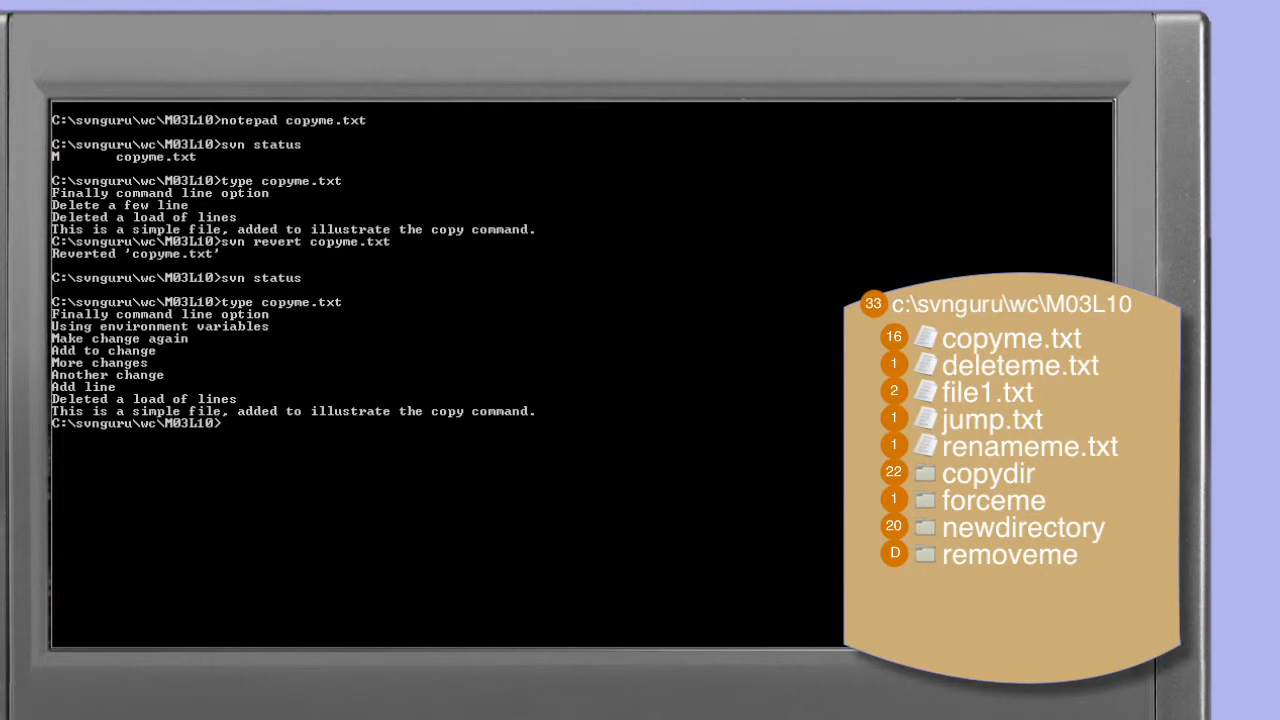 C:\svnguru\wc\M03L10>notepad copyme.txt
C:\svnguru\wc\M03L10>svn status
M       copyme.txt
C:\svnguru\wc\M03L10>type copyme.txt
Finally command line option
Delete a few line
Deleted a load of lines
This is a simple file, added to illustrate the copy command.
C:\svnguru\wc\M03L10>svn revert copyme.txt
Reverted 'copyme.txt'
C:\svnguru\wc\M03L10>svn status
C:\svnguru\wc\M03L10>type copyme.txt
Finally command line option
Using environment variables
Make change again
Add to change
More changes
Another change
Add line
Deleted a load of lines
This is a simple file, added to illustrate the copy command.
C:\svnguru\wc\M03L10>
33 c:\svnguru\wc\M03L10
16 copyme.txt
1 deleteme.txt
2 file1.txt
1 jump.txt
1 renameme.txt
22 copydir
1 forceme
20 newdirectory
D removeme